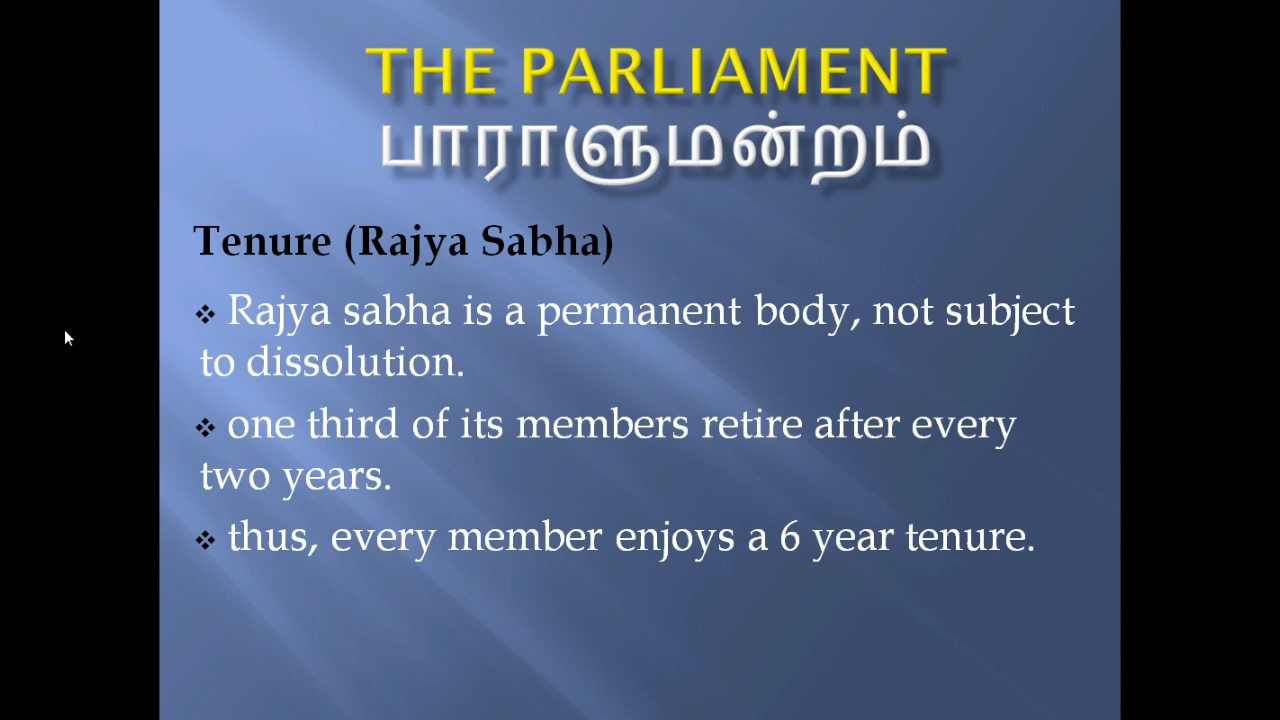 THE PARLIAMENT
பாராளுமன்றம்
Tenure (Rajya Sabha)
❖ Rajya sabha is a permanent body, not subject
to dissolution.
❖ one third of its members retire after every
two years.
❖ thus, every member enjoys a 6 year tenure.